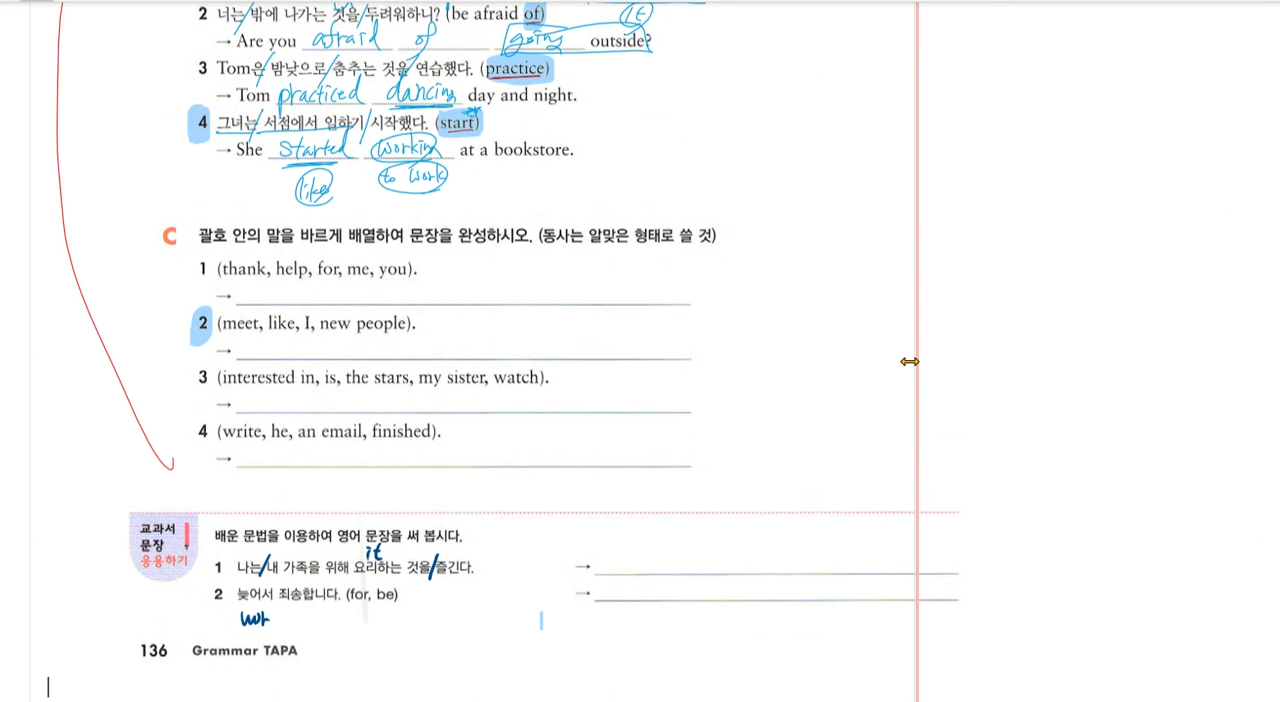 2 너는 밖에 나가는 것을 두려워하니? (be afraid of)
it
→ Are you afraid of going outside?
3 Tom은 밤낮으로 춤추는 것을 연습했다. (practice)
→ Tom practiced dancing day and night.
4 그녀는 서점에서 일하기 시작했다. (start)
→ She started working at a bookstore.
like to work
C 괄호 안의 말을 바르게 배열하여 문장을 완성하시오. (동사는 알맞은 형태로 쓸 것)
1 (thank, help, for, me, you).
→
2 (meet, like, I, new people).
→
3 (interested in, is, the stars, my sister, watch).
→
4 (write, he, an email, finished).
→
교과서
문장
응용하기
배운 문법을 이용하여 영어 문장을 써 봅시다.
it
1 나는 내 가족을 위해 요리하는 것을 즐긴다. →
2 늦어서 죄송합니다. (for, be) →
136 Grammar TAPA